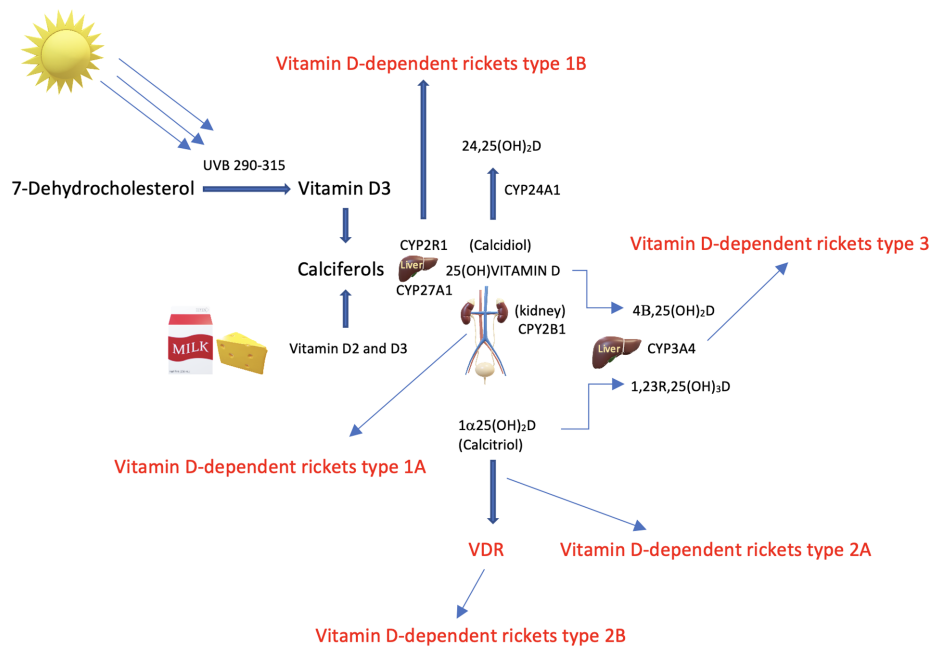 Vitamin D-dependent rickets type 1B
24,25(OH)₂D
UVB 290-315
CYP24A1
7-Dehydrocholesterol
Vitamin D3
CYP2R1
(Calcidiol)
Vitamin D-dependent rickets type 3
Calciferols
Liver
25(OH)VITAMIN D
CYP27A1
(kidney)
CPY2B1
4B,25(OH)₂D
MILK
Vitamin D2 and D3
Liver
CYP3A4
1,23R,25(OH)₃D
1α25(OH)₂D
(Calcitriol)
Vitamin D-dependent rickets type 1A
VDR
Vitamin D-dependent rickets type 2A
Vitamin D-dependent rickets type 2B